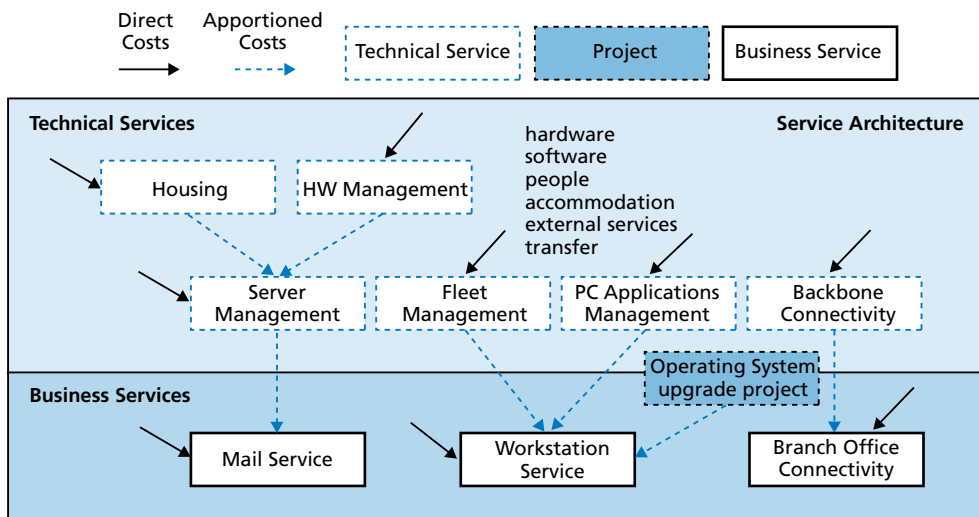 Direct
Costs
Apportioned
Costs
Technical Service
Project
Business Service
Technical Services
Service Architecture
hardware
software
people
accommodation
external services
transfer
Housing
HW Management
Server
Management
Fleet
Management
PC Applications
Management
Backbone
Connectivity
Operating System
upgrade project
Business Services
Mail Service
Workstation
Service
Branch Office
Connectivity